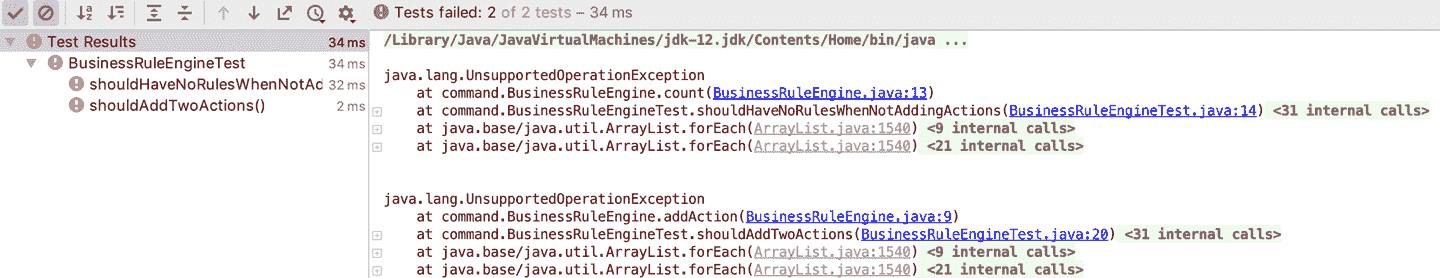 Tests failed: 2 of 2 tests – 34 ms
Test Results 34 ms
BusinessRuleEngineTest 34 ms
shouldHaveNoRulesWhenNotAd 32 ms
shouldAddTwoActions() 2 ms
/Library/Java/JavaVirtualMachines/jdk-12.jdk/Contents/Home/bin/java ...
java.lang.UnsupportedOperationException
at command.BusinessRuleEngine.count(BusinessRuleEngine.java:13)
at command.BusinessRuleEngineTest.shouldHaveNoRulesWhenNotAddingActions(BusinessRuleEngineTest.java:14) <31 internal calls>
at java.base/java.util.ArrayList.forEach(ArrayList.java:1540) <9 internal calls>
at java.base/java.util.ArrayList.forEach(ArrayList.java:1540) <21 internal calls>
java.lang.UnsupportedOperationException
at command.BusinessRuleEngine.addAction(BusinessRuleEngine.java:9)
at command.BusinessRuleEngineTest.shouldAddTwoActions(BusinessRuleEngineTest.java:20) <31 internal calls>
at java.base/java.util.ArrayList.forEach(ArrayList.java:1540) <9 internal calls>
at java.base/java.util.ArrayList.forEach(ArrayList.java:1540) <21 internal calls>